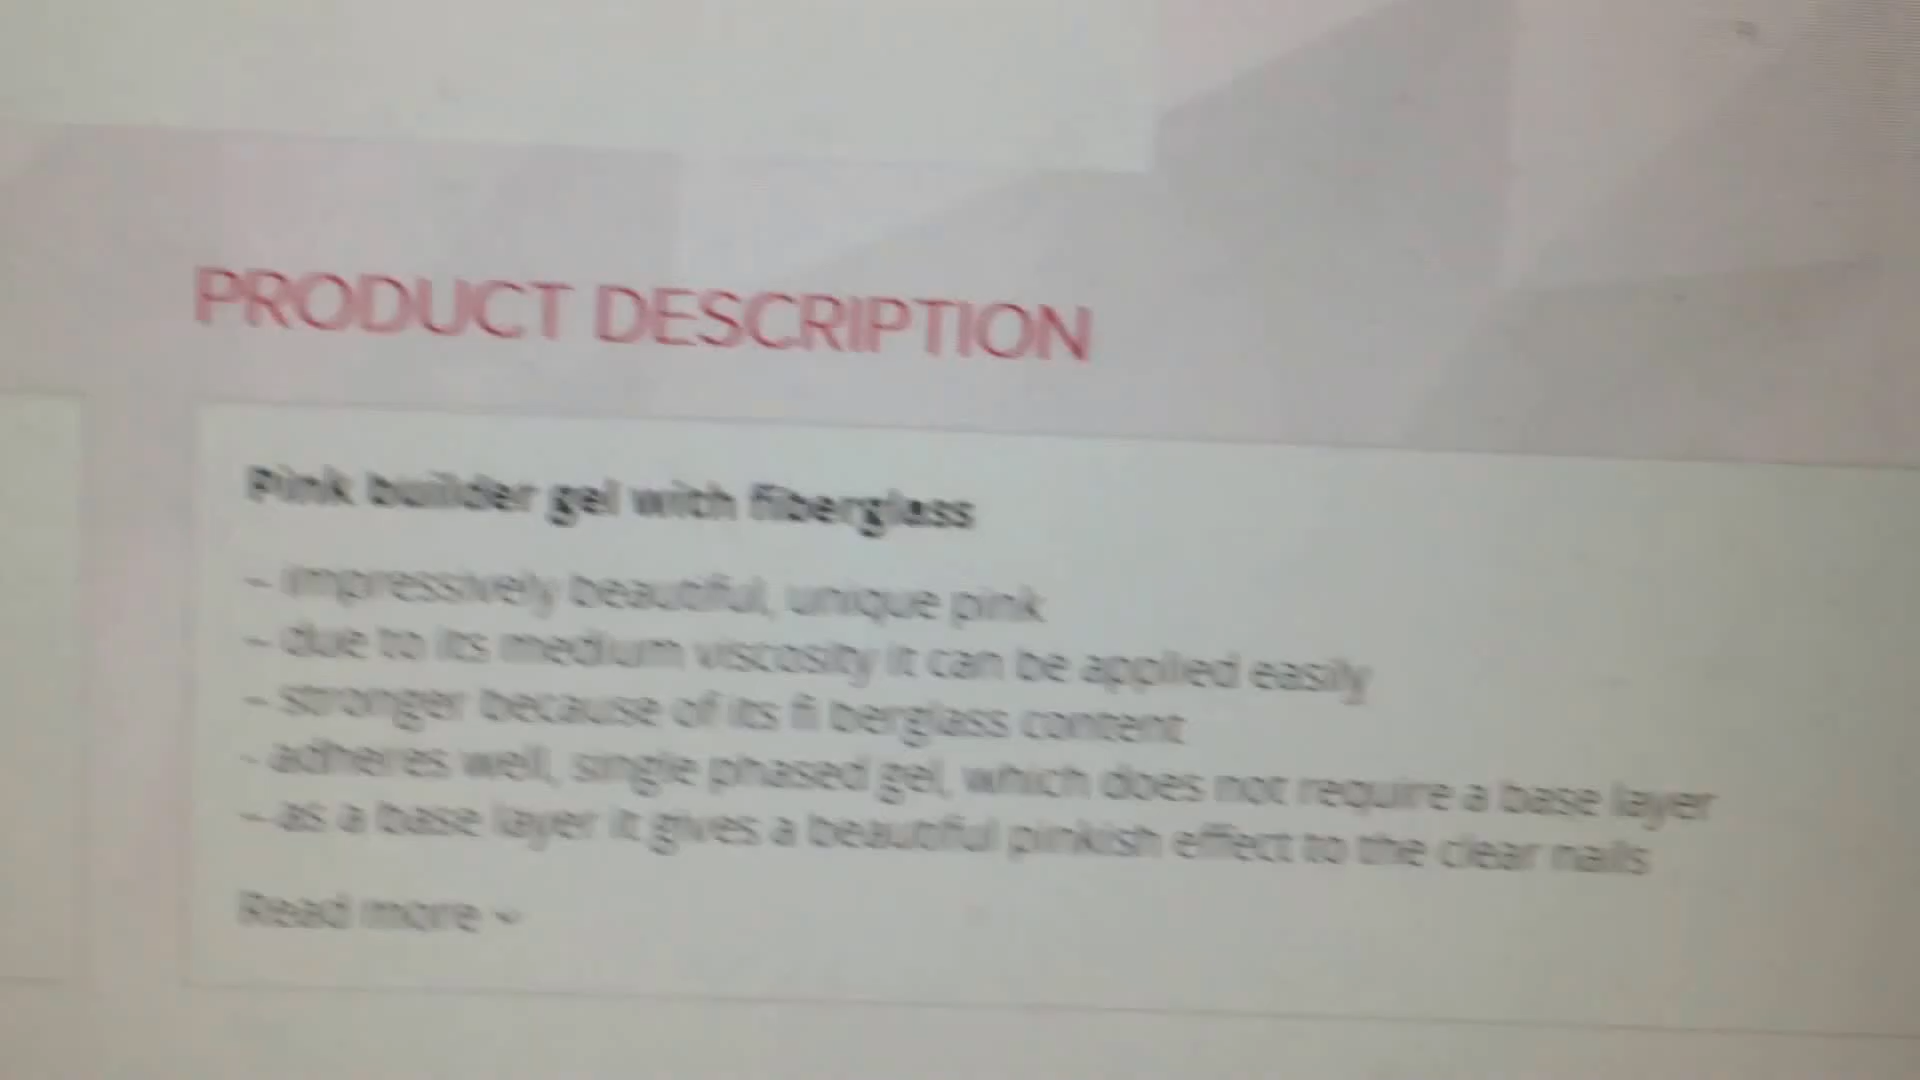 PRODUCT DESCRIPTION
Pink builder gel with fiberglass
– impressively beautiful, unique pink
– due to its medium viscosity it can be applied easily
– stronger because of its fi berglass content
– adheres well, single phased gel, which does not require a base layer
– as a base layer it gives a beautiful pinkish effect to the clear nails
Read more